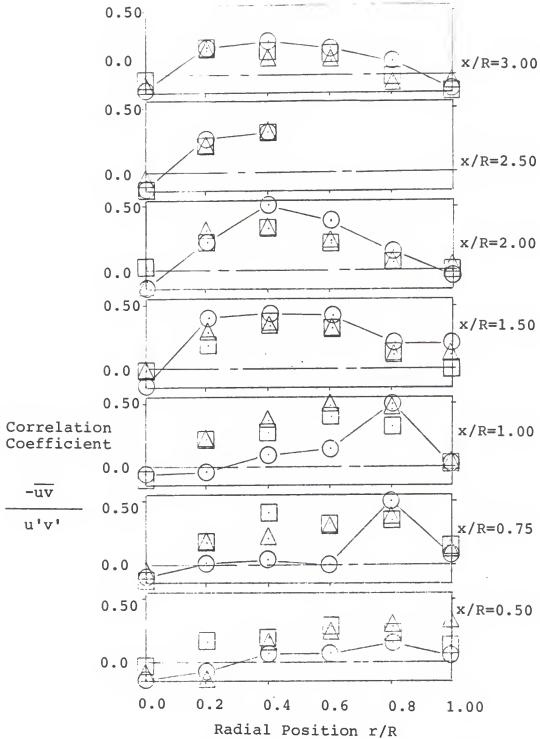 0.50
0.0
x/R=3.00
0.50
0.0
x/R=2.50
0.50
0.0
x/R=2.00
0.50
0.0
x/R=1.50
0.50
0.0
x/R=1.00
Correlation
Coefficient
-uv
u'v'
0.50
0.0
x/R=0.75
0.50
0.0
x/R=0.50
0.0 0.2 0.4 0.6 0.8 1.00
Radial Position r/R